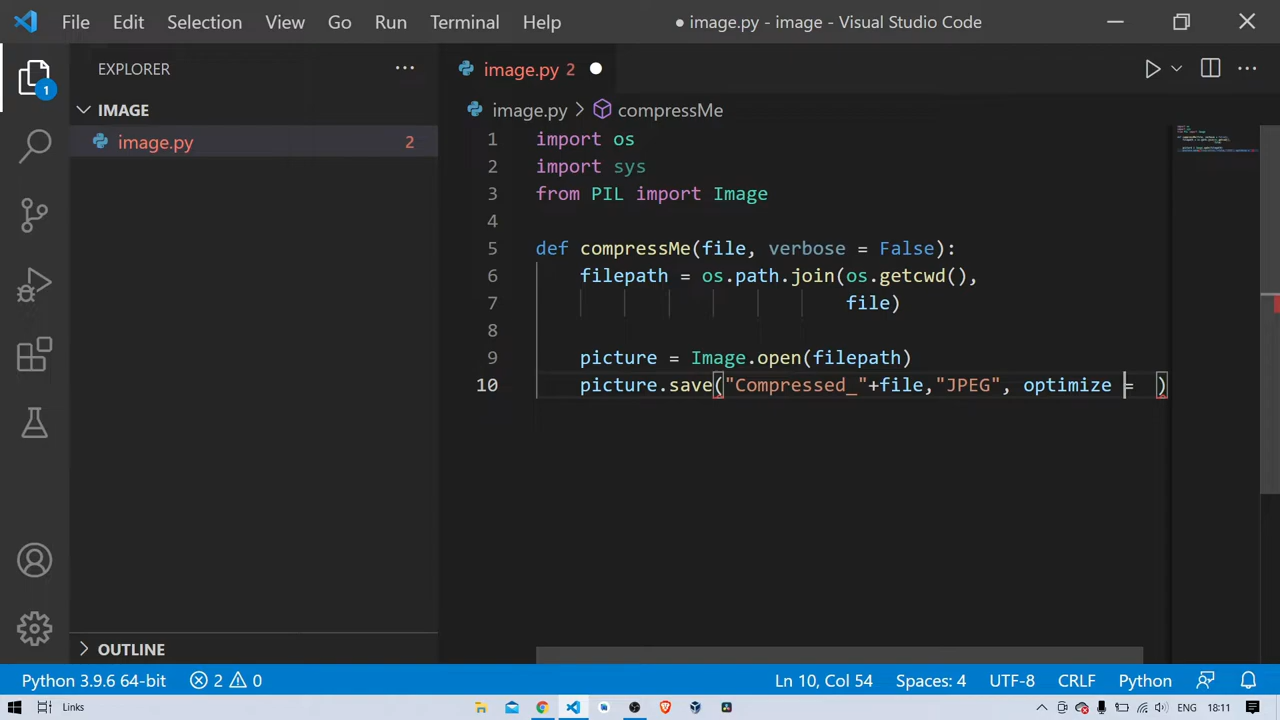 File Edit Selection View Go Run Terminal Help ● image.py - image - Visual Studio Code
EXPLORER ···
image.py 2
1
IMAGE
image.py > compressMe
image.py 2
1 import os
2 import sys
3 from PIL import Image
4
5 def compressMe(file, verbose = False):
6 filepath = os.path.join(os.getcwd(),
7 file)
8
9 picture = Image.open(filepath)
10 picture.save("Compressed_"+file,"JPEG", optimize = )
OUTLINE
Python 3.9.6 64-bit 2 0 Ln 10, Col 54 Spaces: 4 UTF-8 CRLF Python
Links ENG 18:11